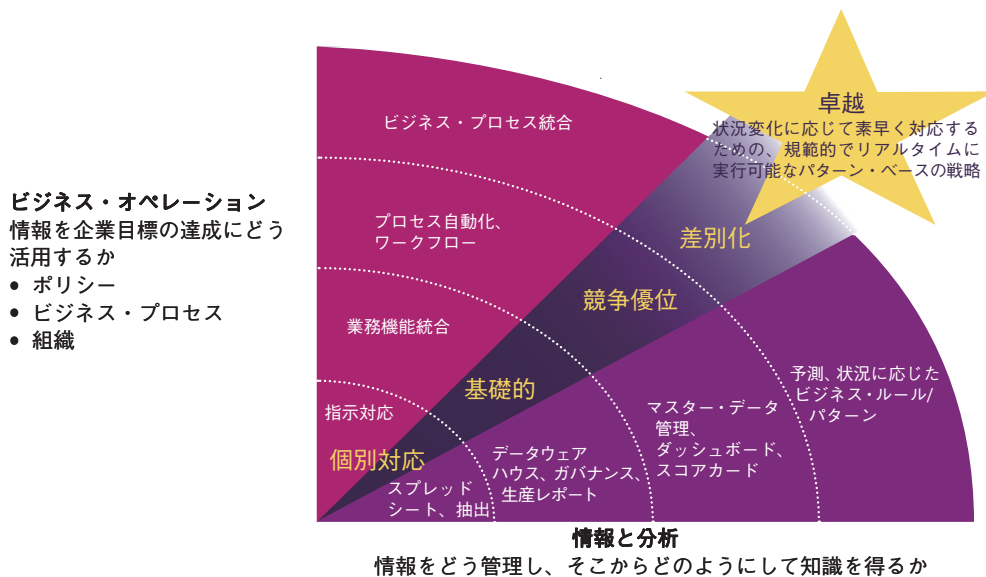 卓越
状況変化に応じて素早く対応する
ための、規範的でリアルタイムに
実行可能なパターン・ベースの戦略
ビジネス・プロセス統合
ビジネス・オペレーション
情報を企業目標の達成にどう
活用するか
• ポリシー
• ビジネス・プロセス
• 組織
プロセス自動化、
ワークフロー
差別化
競争優位
業務機能統合
基礎的
指示対応
個別対応
予測、状況に応じた
ビジネス・ルール/
パターン
マスター・データ
管理、
ダッシュボード、
スコアカード
データウェア
ハウス、ガバナンス、
生産レポート
スプレッド
シート、抽出
情報と分析
情報をどう管理し、そこからどのようにして知識を得るか